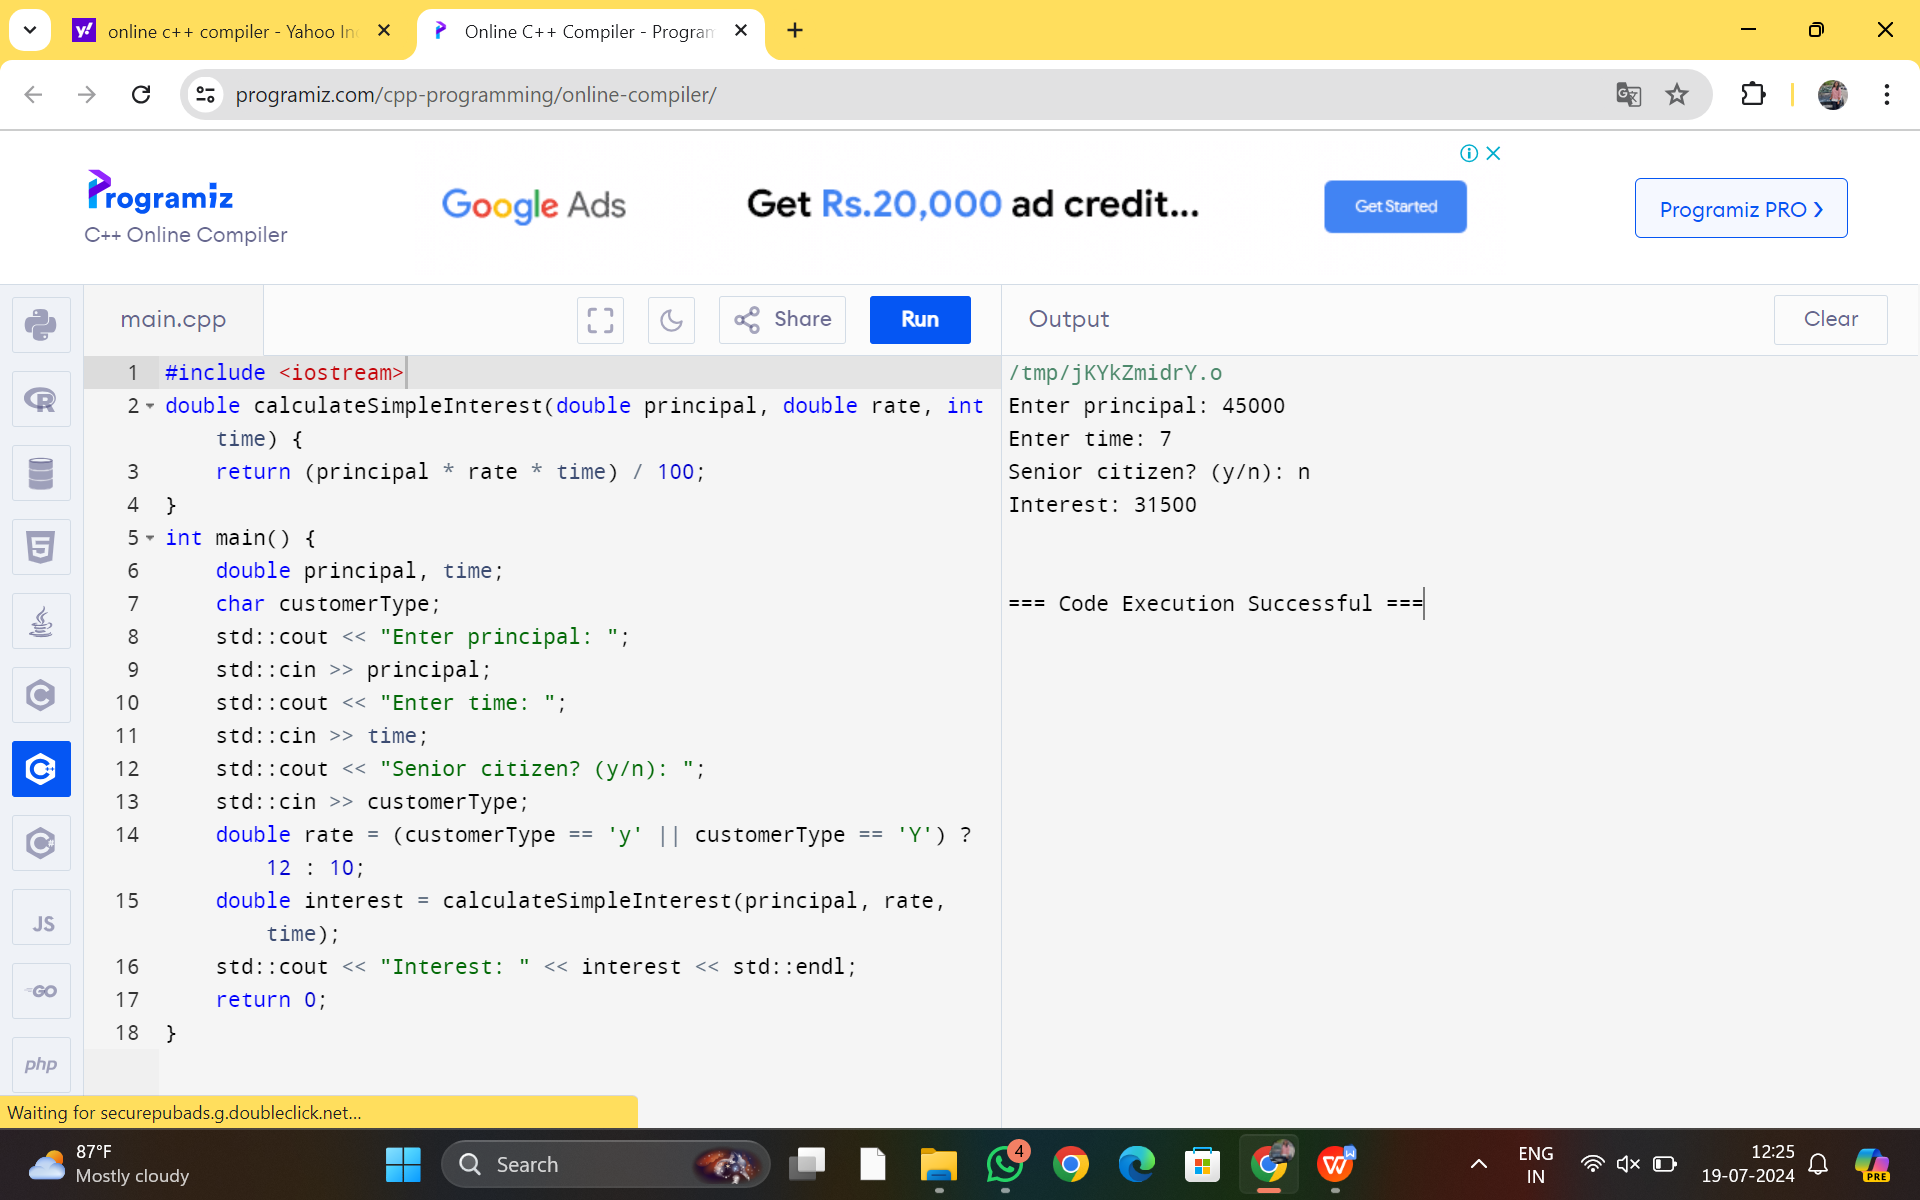 online c++ compiler - Yahoo In
Online C++ Compiler - Program
programiz.com/cpp-programming/online-compiler/
Programiz
C++ Online Compiler
Google Ads
Get Rs.20,000 ad credit...
Get Started
Programiz PRO ›
main.cpp
Share
Run
Output
Clear
1 #include <iostream>
2 double calculateSimpleInterest(double principal, double rate, int
time) {
3 return (principal * rate * time) / 100;
4 }
5 int main() {
6 double principal, time;
7 char customerType;
8 std::cout << "Enter principal: ";
9 std::cin >> principal;
10 std::cout << "Enter time: ";
11 std::cin >> time;
12 std::cout << "Senior citizen? (y/n): ";
13 std::cin >> customerType;
14 double rate = (customerType == 'y' || customerType == 'Y') ?
12 : 10;
15 double interest = calculateSimpleInterest(principal, rate,
time);
16 std::cout << "Interest: " << interest << std::endl;
17 return 0;
18 }
/tmp/jKYkZmidrY.o
Enter principal: 45000
Enter time: 7
Senior citizen? (y/n): n
Interest: 31500
=== Code Execution Successful ===
JS
GO
php
Waiting for securepubads.g.doubleclick.net...
87°F
Mostly cloudy
Search
4
ENG
IN
12:25
19-07-2024
PRE